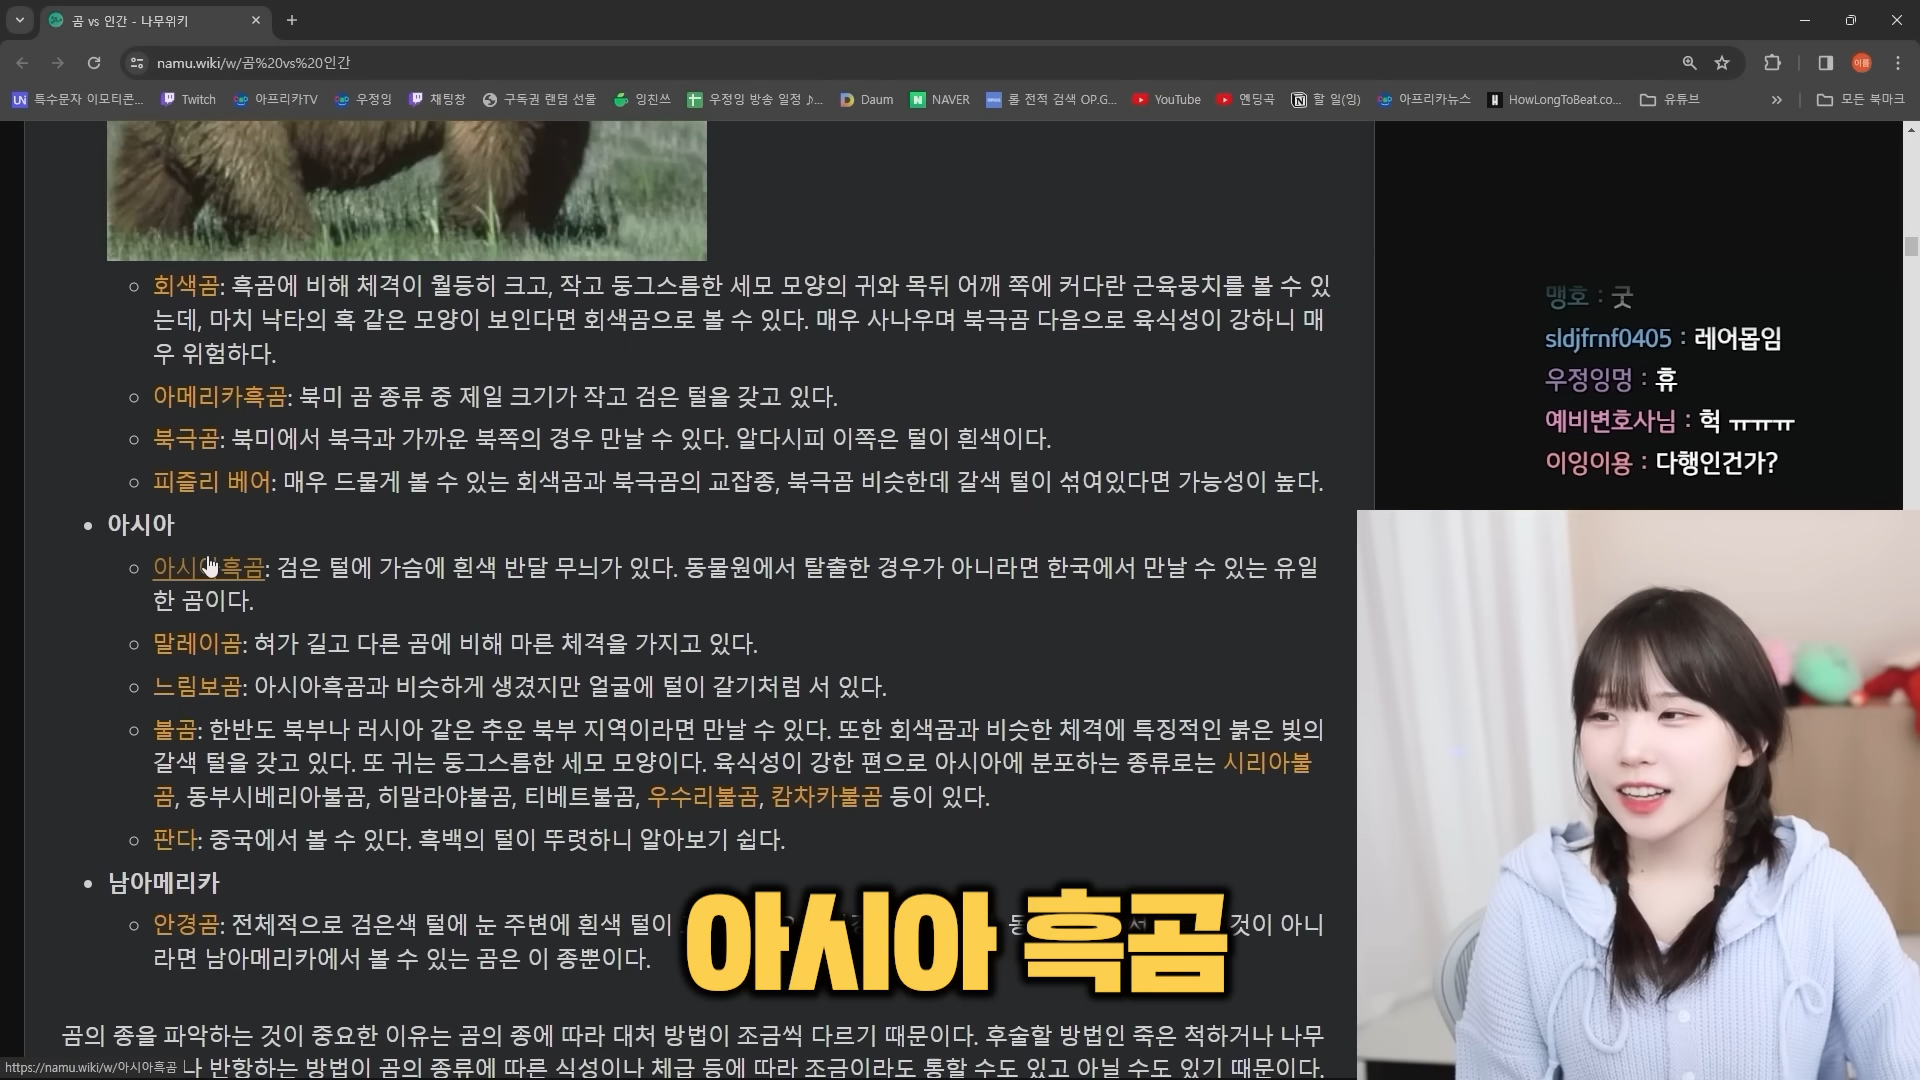 곰 vs 인간 - 나무위키
namu.wiki/w/곰%20vs%20인간
이름
특수문자 이모티콘...
Twitch
아프리카TV
우정잉
채팅창
구독권 랜덤 선물
잉친쓰
우정잉 방송 일정 ♪...
Daum
NAVER
롤 전적 검색 OP.G...
YouTube
엔딩곡
할 일(잉)
아프리카뉴스
HowLongToBeat.co...
유튜브
모든 북마크
회색곰: 흑곰에 비해 체격이 월등히 크고, 작고 둥그스름한 세모 모양의 귀와 목뒤 어깨 쪽에 커다란 근육뭉치를 볼 수 있
는데, 마치 낙타의 혹 같은 모양이 보인다면 회색곰으로 볼 수 있다. 매우 사나우며 북극곰 다음으로 육식성이 강하니 매
우 위험하다.
아메리카흑곰: 북미 곰 종류 중 제일 크기가 작고 검은 털을 갖고 있다.
북극곰: 북미에서 북극과 가까운 북쪽의 경우 만날 수 있다. 알다시피 이쪽은 털이 흰색이다.
피즐리 베어: 매우 드물게 볼 수 있는 회색곰과 북극곰의 교잡종, 북극곰 비슷한데 갈색 털이 섞여있다면 가능성이 높다.
아시아
아시아흑곰: 검은 털에 가슴에 흰색 반달 무늬가 있다. 동물원에서 탈출한 경우가 아니라면 한국에서 만날 수 있는 유일
한 곰이다.
말레이곰: 혀가 길고 다른 곰에 비해 마른 체격을 가지고 있다.
느림보곰: 아시아흑곰과 비슷하게 생겼지만 얼굴에 털이 갈기처럼 서 있다.
불곰: 한반도 북부나 러시아 같은 추운 북부 지역이라면 만날 수 있다. 또한 회색곰과 비슷한 체격에 특징적인 붉은 빛의
갈색 털을 갖고 있다. 또 귀는 둥그스름한 세모 모양이다. 육식성이 강한 편으로 아시아에 분포하는 종류로는 시리아불
곰, 동부시베리아불곰, 히말라야불곰, 티베트불곰, 우수리불곰, 캄차카불곰 등이 있다.
판다: 중국에서 볼 수 있다. 흑백의 털이 뚜렷하니 알아보기 쉽다.
남아메리카
안경곰: 전체적으로 검은색 털에 눈 주변에 흰색 털이 것이 아니
라면 남아메리카에서 볼 수 있는 곰은 이 종뿐이다.
아시아 흑곰
곰의 종을 파악하는 것이 중요한 이유는 곰의 종에 따라 대처 방법이 조금씩 다르기 때문이다. 후술할 방법인 죽은 척하거나 나무
나 반항하는 방법이 곰의 종류에 따른 식성이나 체급 등에 따라 조금이라도 통할 수도 있고 아닐 수도 있기 때문이다.
https://namu.wiki/w/아시아흑곰
맹호 : 굿
sldjfrnf0405 : 레어몹임
우정잉멍 : 휴
예비변호사님 : 헉 ㅠㅠㅠ
이잉이용 : 다행인건가?